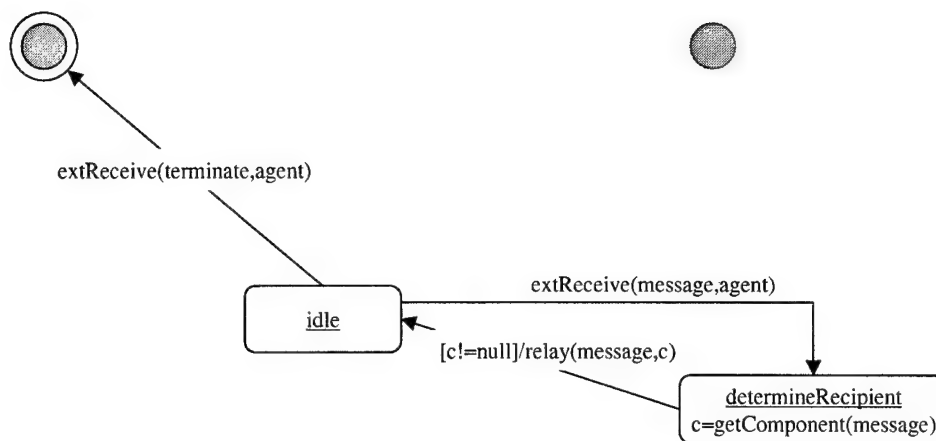 extReceive(terminate,agent)
extReceive(message,agent)
idle
[c!=null]/relay(message,c)
determineRecipient
c=getComponent(message)